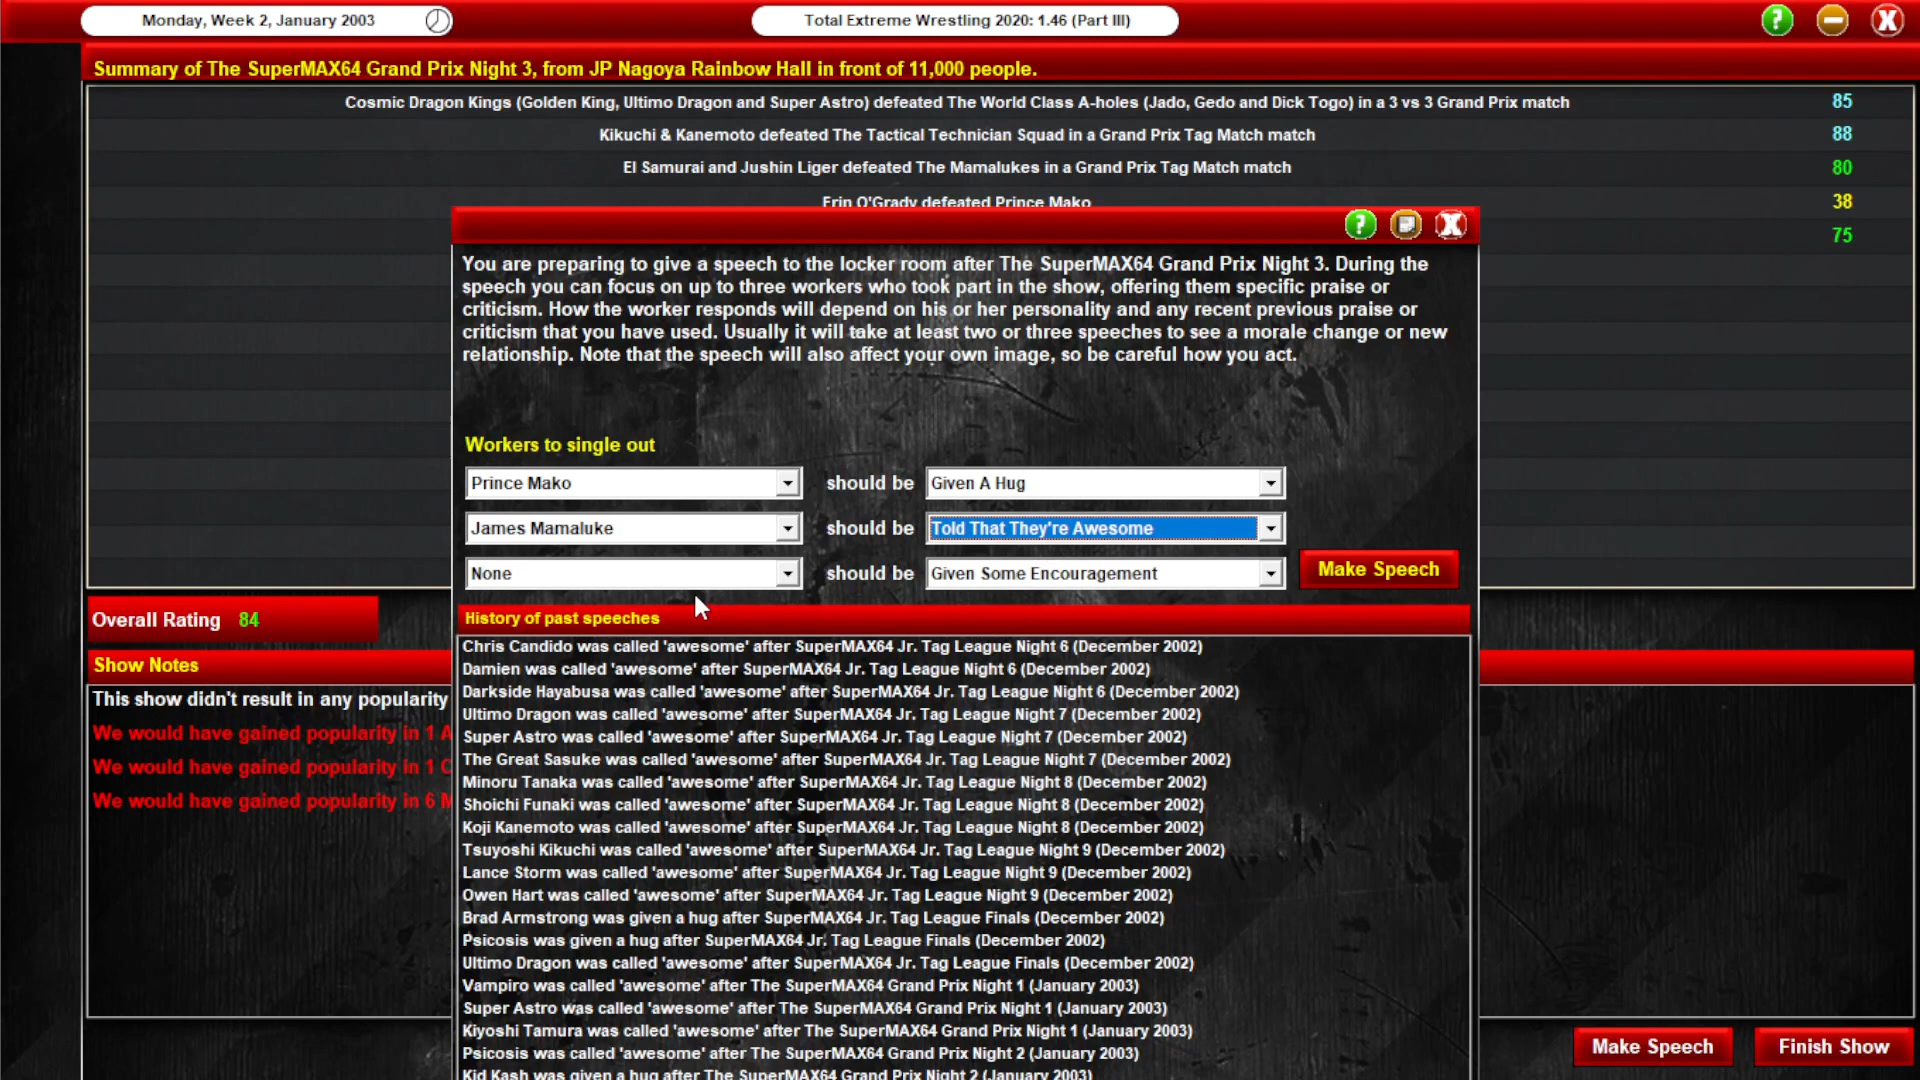 Monday, Week 2, January 2003
Total Extreme Wrestling 2020: 1.46 (Part III)
Summary of The SuperMAX64 Grand Prix Night 3, from JP Nagoya Rainbow Hall in front of 11,000 people.
Cosmic Dragon Kings (Golden King, Ultimo Dragon and Super Astro) defeated The World Class A-holes (Jado, Gedo and Dick Togo) in a 3 vs 3 Grand Prix match 85
Kikuchi & Kanemoto defeated The Tactical Technician Squad in a Grand Prix Tag Match match 88
El Samurai and Jushin Liger defeated The Mamalukes in a Grand Prix Tag Match match 80
Erin O'Grady defeated Prince Mako 38
75
You are preparing to give a speech to the locker room after The SuperMAX64 Grand Prix Night 3. During the
speech you can focus on up to three workers who took part in the show, offering them specific praise or
criticism. How the worker responds will depend on his or her personality and any recent previous praise or
criticism that you have used. Usually it will take at least two or three speeches to see a morale change or new
relationship. Note that the speech will also affect your own image, so be careful how you act.
Workers to single out
Prince Mako should be Given A Hug
James Mamaluke should be Told That They're Awesome
None should be Given Some Encouragement
Make Speech
History of past speeches
Chris Candido was called 'awesome' after SuperMAX64 Jr. Tag League Night 6 (December 2002)
Damien was called 'awesome' after SuperMAX64 Jr. Tag League Night 6 (December 2002)
Darkside Hayabusa was called 'awesome' after SuperMAX64 Jr. Tag League Night 6 (December 2002)
Ultimo Dragon was called 'awesome' after SuperMAX64 Jr. Tag League Night 7 (December 2002)
Super Astro was called 'awesome' after SuperMAX64 Jr. Tag League Night 7 (December 2002)
The Great Sasuke was called 'awesome' after SuperMAX64 Jr. Tag League Night 7 (December 2002)
Minoru Tanaka was called 'awesome' after SuperMAX64 Jr. Tag League Night 8 (December 2002)
Shoichi Funaki was called 'awesome' after SuperMAX64 Jr. Tag League Night 8 (December 2002)
Koji Kanemoto was called 'awesome' after SuperMAX64 Jr. Tag League Night 8 (December 2002)
Tsuyoshi Kikuchi was called 'awesome' after SuperMAX64 Jr. Tag League Night 9 (December 2002)
Lance Storm was called 'awesome' after SuperMAX64 Jr. Tag League Night 9 (December 2002)
Owen Hart was called 'awesome' after SuperMAX64 Jr. Tag League Night 9 (December 2002)
Brad Armstrong was given a hug after SuperMAX64 Jr. Tag League Finals (December 2002)
Psicosis was given a hug after SuperMAX64 Jr. Tag League Finals (December 2002)
Ultimo Dragon was called 'awesome' after SuperMAX64 Jr. Tag League Finals (December 2002)
Vampiro was called 'awesome' after The SuperMAX64 Grand Prix Night 1 (January 2003)
Super Astro was called 'awesome' after The SuperMAX64 Grand Prix Night 1 (January 2003)
Kiyoshi Tamura was called 'awesome' after The SuperMAX64 Grand Prix Night 1 (January 2003)
Psicosis was called 'awesome' after The SuperMAX64 Grand Prix Night 2 (January 2003)
Kid Kash was given a hug after The SuperMAX64 Grand Prix Night 2 (January 2003)
Overall Rating 84
Show Notes
This show didn't result in any popularity
We would have gained popularity in 1 A
We would have gained popularity in 1 C
We would have gained popularity in 6 M
Make Speech
Finish Show